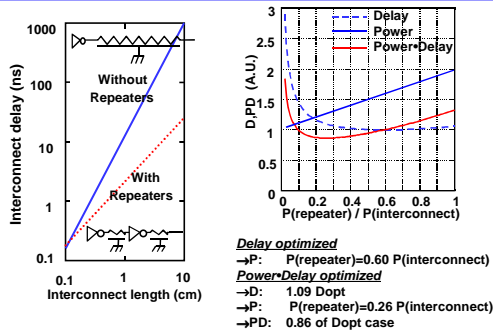 1000
1000
100
10
1
0.1
Interconnect delay (ns)
Without
Repeaters
With
Repeaters
0.1
1
10
Interconnect length (cm)
3
2.5
2
1.5
1
0.5
0
D,PD (A.U.)
Delay
Power
Power•Delay
0
0.2
0.4
0.6
0.8
1
P(repeater) / P(interconnect)
Delay optimized
→P: P(repeater)=0.60 P(interconnect)
Power•Delay optimized
→D: 1.09 Dopt
→P: P(repeater)=0.26 P(interconnect)
→PD: 0.86 of Dopt case